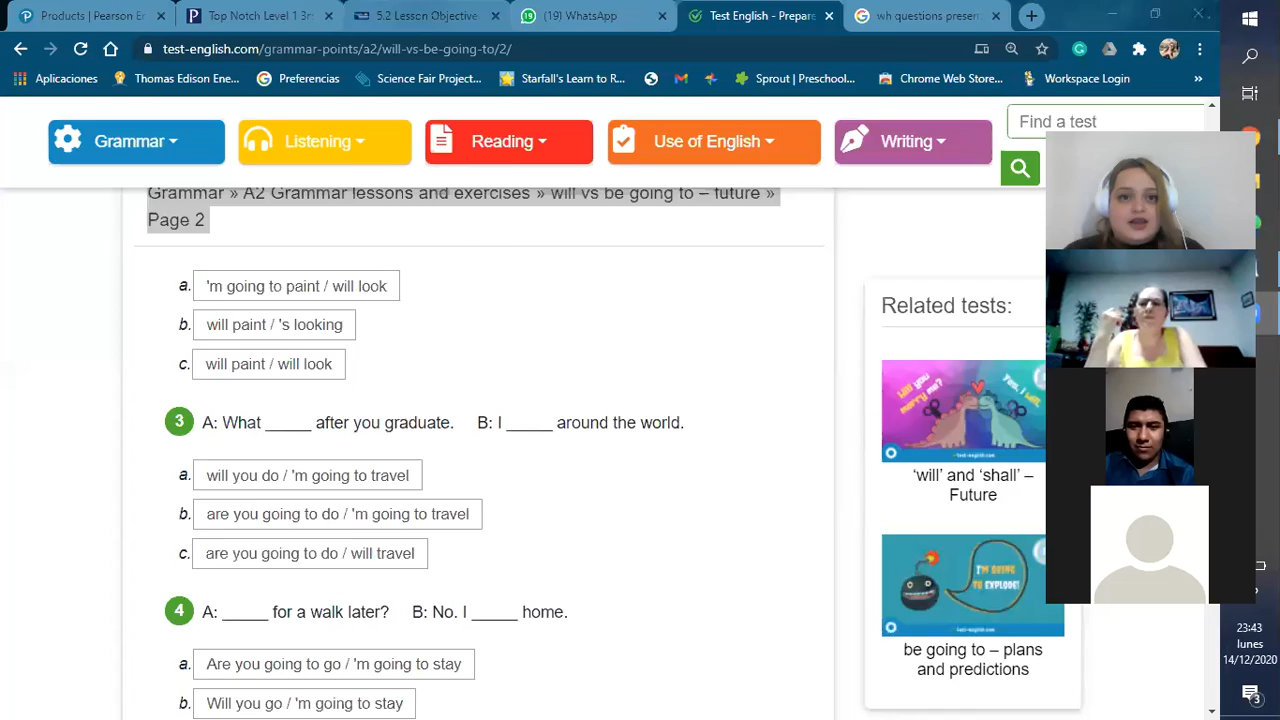 Products | Pearson En
Top Notch Level 1 3r
5.2 Lesson Objective.
(19) WhatsApp
Test English - Prepare
wh questions presen
test-english.com/grammar-points/a2/will-vs-be-going-to/2/
Aplicaciones
Thomas Edison Ene...
Preferencias
Science Fair Project...
Starfall's Learn to R...
Sprout | Preschool...
Chrome Web Store...
Workspace Login
»
Grammar
Listening
Reading
Use of English
Writing
Find a test
Grammar » A2 Grammar lessons and exercises » will vs be going to – future »
Page 2
a. 'm going to paint / will look
b. will paint / 's looking
c. will paint / will look
3 A: What _____ after you graduate. B: I _____ around the world.
a. will you do / 'm going to travel
b. are you going to do / 'm going to travel
c. are you going to do / will travel
4 A: _____ for a walk later? B: No. I _____ home.
a. Are you going to go / 'm going to stay
b. Will you go / 'm going to stay
Related tests:
Yes, I will.
'will' and 'shall' –
Future
I'M GOING
TO EXPLODE!
be going to – plans
and predictions
23:43
lunes
14/12/2020
3